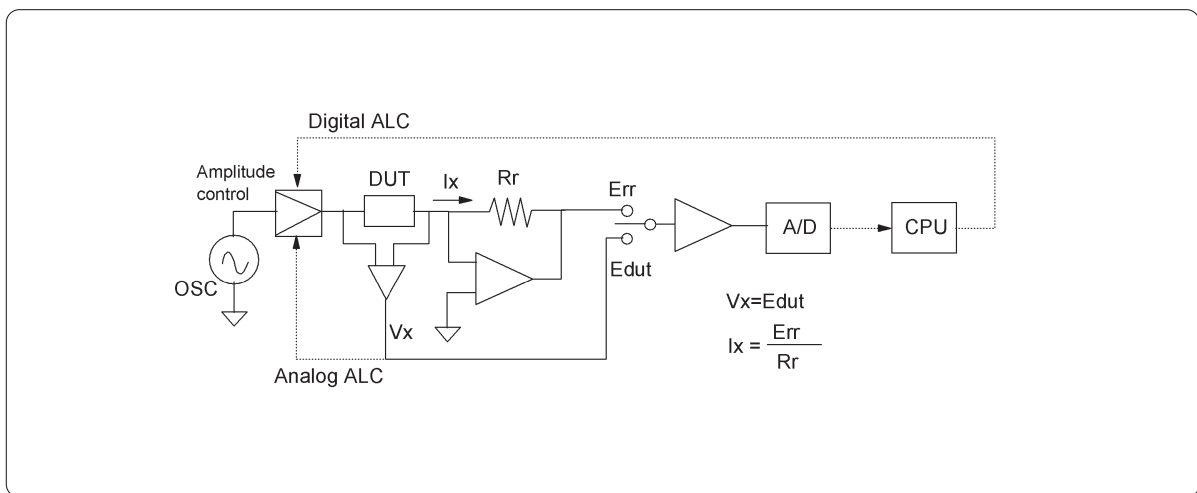 Digital ALC
Amplitude
control
DUT
Ix
Rr
Err
A/D
CPU
Edut
OSC
Vx
Vx=Edut
Ix = Err
Rr
Analog ALC